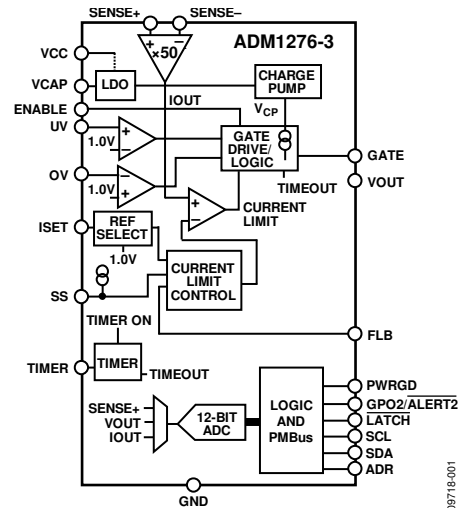 SENSE+ SENSE–
ADM1276-3
+ –
×50
VCC
VCAP
LDO
CHARGE
PUMP
IOUT
ENABLE
VCP
UV
+
1.0V –
GATE
DRIVE/
LOGIC
GATE
OV
–
1.0V +
TIMEOUT
VOUT
+
–
CURRENT
LIMIT
ISET
REF
SELECT
1.0V
CURRENT
LIMIT
CONTROL
SS
TIMER ON
FLB
TIMER
TIMER
TIMEOUT
PWRGD
SENSE+
VOUT
IOUT
12-BIT
ADC
LOGIC
AND
PMBus
GPO2/ALERT2
LATCH
SCL
SDA
ADR
GND
09718-001